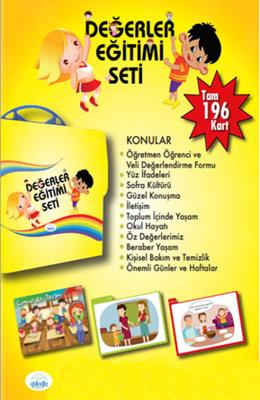 DEĞERLER
EĞİTİMİ
SETİ
Tam
196
Kart
DEĞERLER
EĞİTİMİ
SETİ
KONULAR
Öğretmen Öğrenci ve
Veli Değerlendirme Formu
Yüz İfadeleri
Sofra Kültürü
Güzel Konuşma
İletişim
Toplum İçinde Yaşam
Okul Hayatı
Öz Değerlerimiz
Beraber Yaşam
Kişisel Bakım ve Temizlik
Önemli Günler ve Haftalar